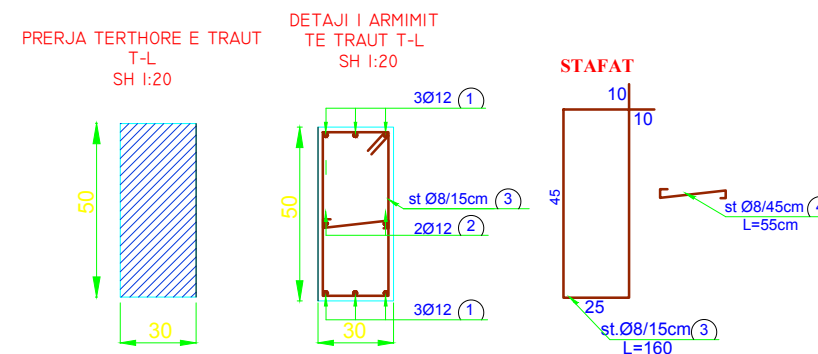 PRERJA TERTHORE E TRAUT
T-L
SH 1:20
50
30
DETAJI I ARMIMIT
TE TRAUT T-L
SH 1:20
3Ø12 1
50
st Ø8/15cm 3
2Ø12 2
3Ø12 1
30
STAFAT
10
10
45
25
st.Ø8/15cm 3
L=160
st Ø8/45cm 4
L=55cm